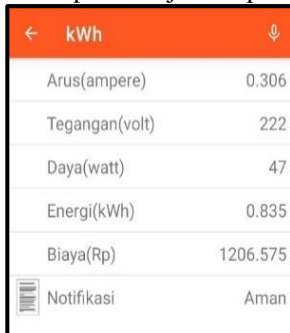 kWh
Arus(ampere) 0.306
Tegangan(volt) 222
Daya(watt) 47
Energi(kWh) 0.835
Biaya(Rp) 1206.575
Notifikasi Aman